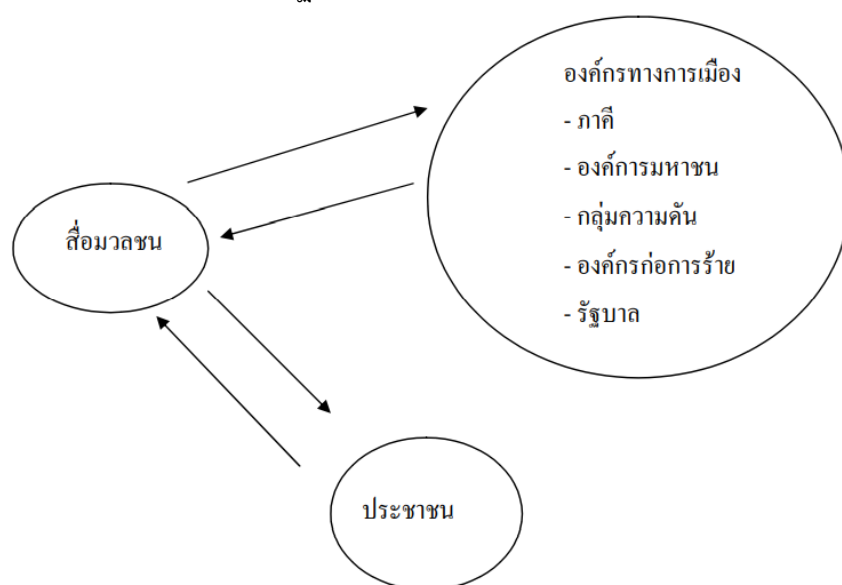 องค์กรทางการเมือง
- ภาคี
- องค์การมหาชน
- กลุ่มความดัน
- องค์กรก่อการร้าย
- รัฐบาล
สื่อมวลชน
ประชาชน